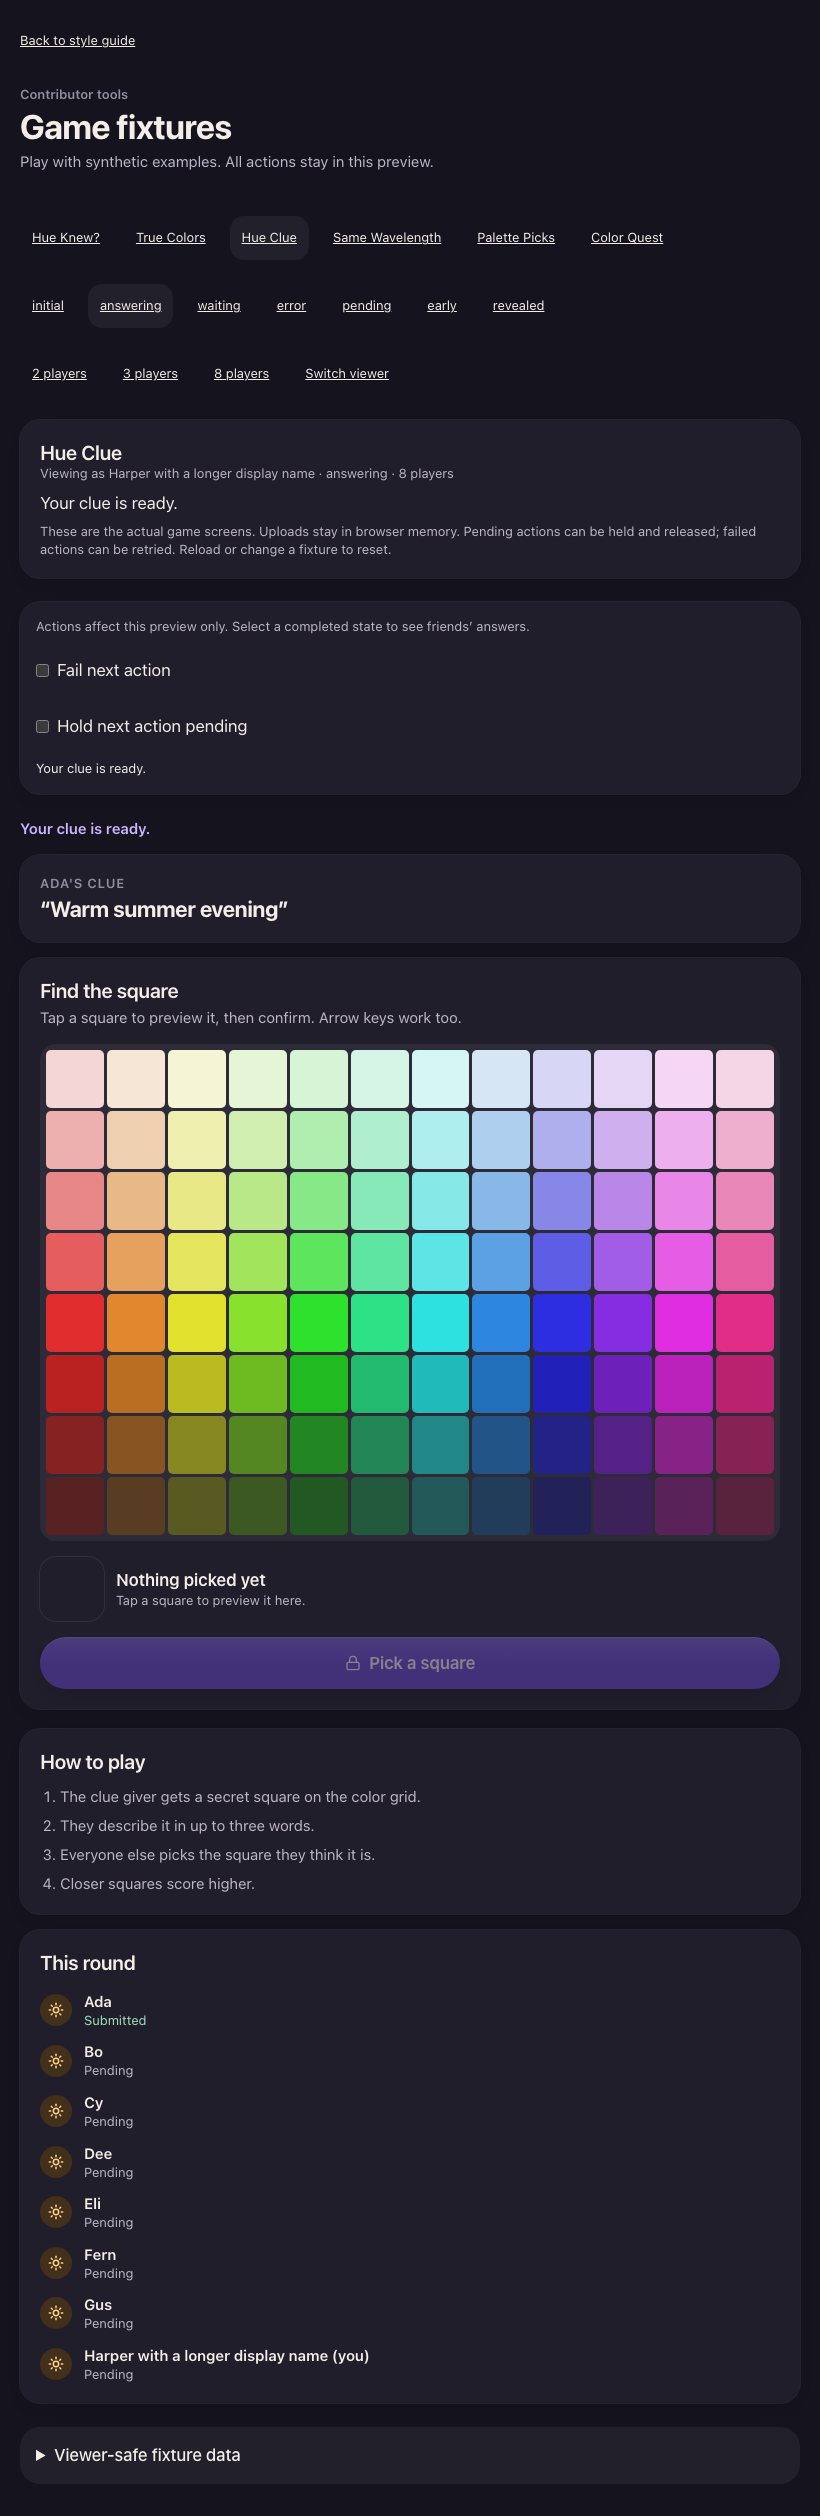 Back to style guide
Contributor tools
Game fixtures
Play with synthetic examples. All actions stay in this preview.
Hue Knew? True Colors Hue Clue Same Wavelength Palette Picks Color Quest
initial answering waiting error pending early revealed
2 players 3 players 8 players Switch viewer
Hue Clue
Viewing as Harper with a longer display name · answering · 8 players
Your clue is ready.
These are the actual game screens. Uploads stay in browser memory. Pending actions can be held and released; failed
actions can be retried. Reload or change a fixture to reset.
Actions affect this preview only. Select a completed state to see friends’ answers.
Fail next action
Hold next action pending
Your clue is ready.
Your clue is ready.
ADA'S CLUE
“Warm summer evening”
Find the square
Tap a square to preview it, then confirm. Arrow keys work too.
Nothing picked yet
Tap a square to preview it here.
Pick a square
How to play
1. The clue giver gets a secret square on the color grid.
2. They describe it in up to three words.
3. Everyone else picks the square they think it is.
4. Closer squares score higher.
This round
Ada
Submitted
Bo
Pending
Cy
Pending
Dee
Pending
Eli
Pending
Fern
Pending
Gus
Pending
Harper with a longer display name (you)
Pending
Viewer-safe fixture data